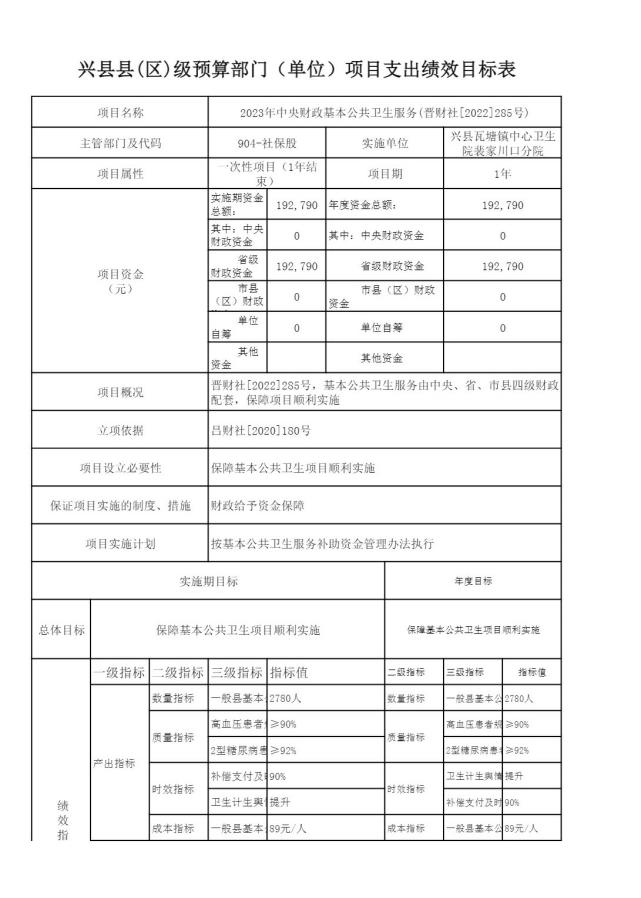 兴县县(区)级预算部门（单位）项目支出绩效目标表
项目名称 2023年中央财政基本公共卫生服务(晋财社[2022]285号)
主管部门及代码 904-社保股 实施单位 兴县瓦塘镇中心卫生
院裴家川口分院
项目属性 一次性项目（1年结
束） 项目期 1年
项目资金
（元）
实施期资金
总额： 192,790 年度资金总额： 192,790
其中：中央
财政资金 0 其中：中央财政资金 0
省级
财政资金 192,790 省级财政资金 192,790
市县
（区）财政 0 市县（区）财政
资金 0
单位
自筹 0 单位自筹 0
其他
资金 其他资金
项目概况 晋财社[2022]285号，基本公共卫生服务由中央、省、市县四级财政
配套，保障项目顺利实施
立项依据 吕财社[2020]180号
项目设立必要性 保障基本公共卫生项目顺利实施
保证项目实施的制度、措施 财政给予资金保障
项目实施计划 按基本公共卫生服务补助资金管理办法执行
实施期目标 年度目标
总体目标 保障基本公共卫生项目顺利实施 保障基本公共卫生项目顺利实施
绩
效
指
一级指标 二级指标 三级指标 指标值 二级指标 三级指标 指标值
产出指标
数量指标 一般县基本 2780人 数量指标 一般县基本公 2780人
质量指标 高血压患者 ≥90% 质量指标 高血压患者规 ≥90%
2型糖尿病患 ≥92% 2型糖尿病患 ≥92%
时效指标 补偿支付及 90% 时效指标 卫生计生舆情 提升
卫生计生舆 提升 补偿支付及时 90%
成本指标 一般县基本 89元/人 成本指标 一般县基本公 89元/人